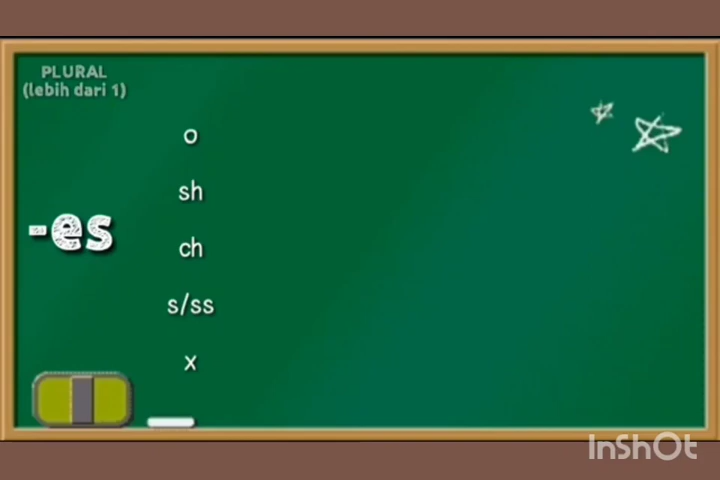 PLURAL
(lebih dari 1)
o
sh
-es
ch
s/ss
x
InShOt